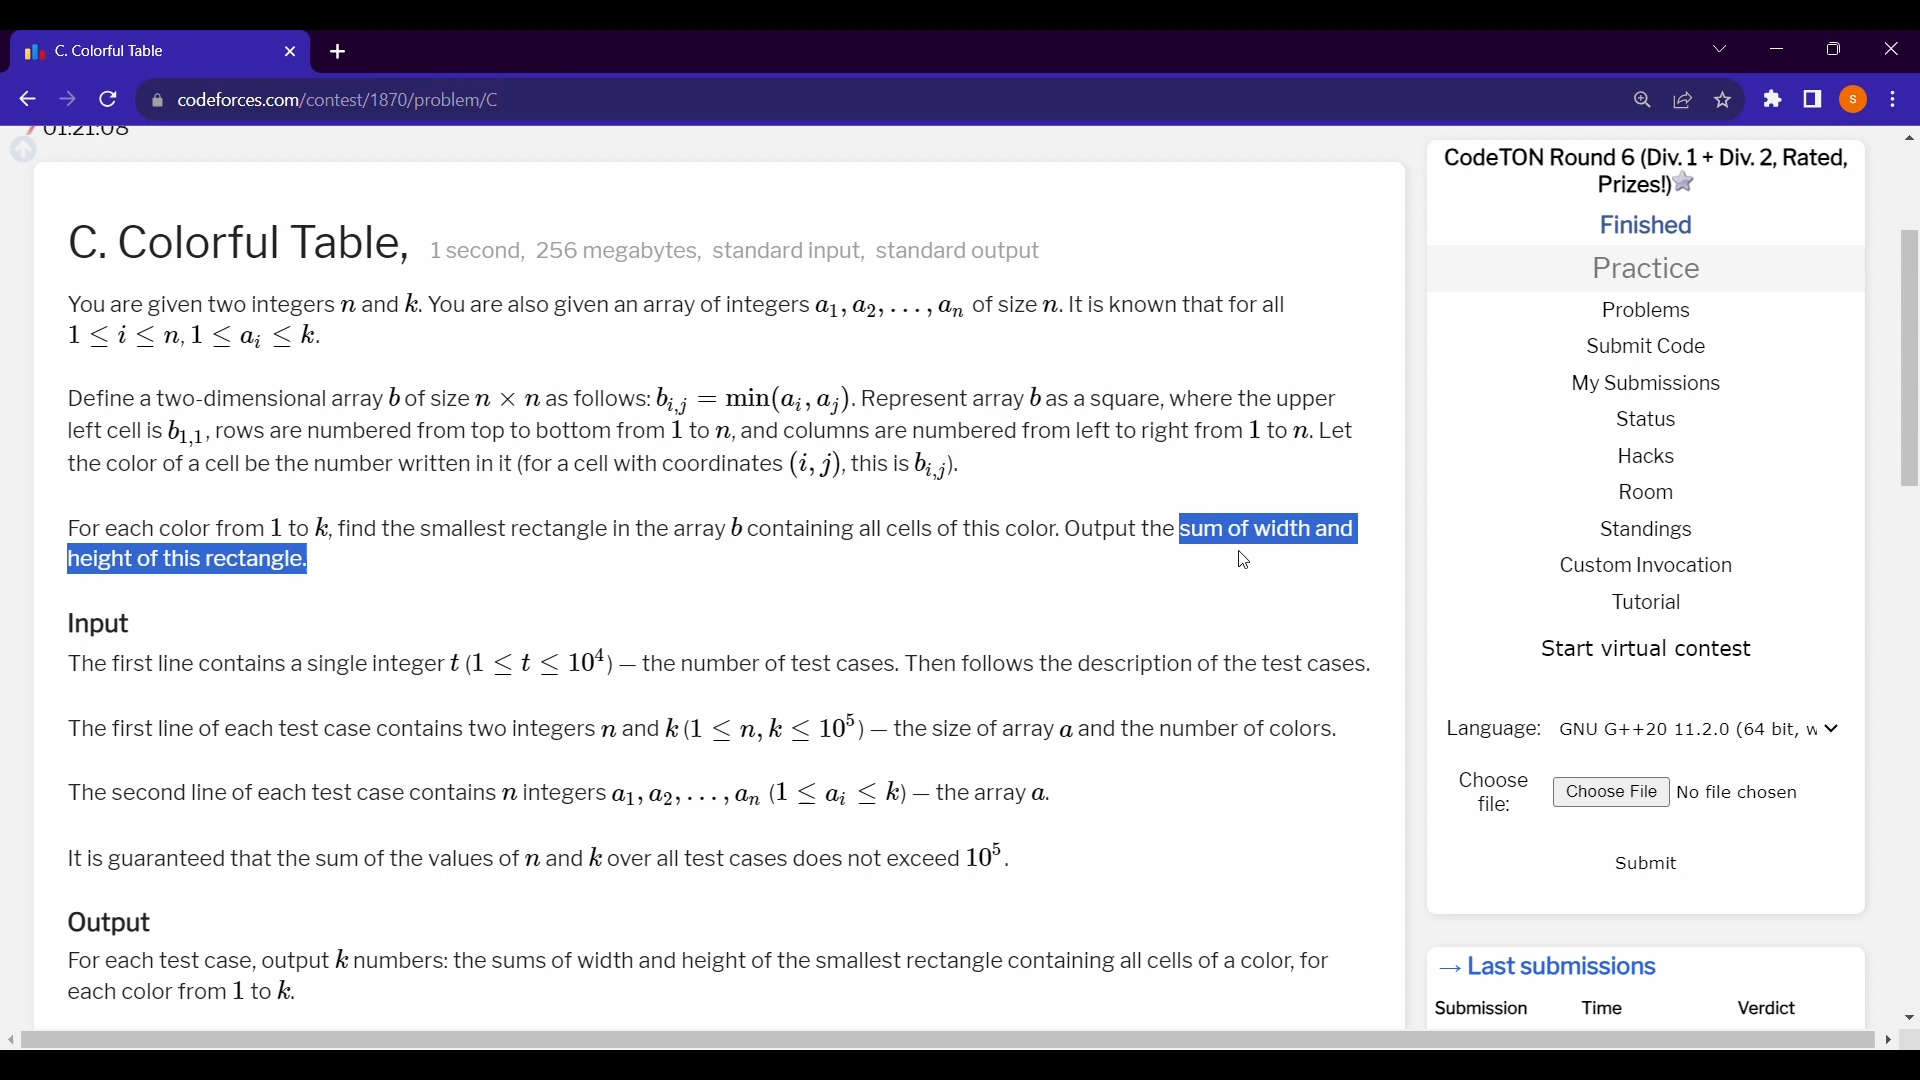 C. Colorful Table
codeforces.com/contest/1870/problem/C
S
01:21:08
C. Colorful Table, 1 second, 256 megabytes, standard input, standard output
You are given two integers n and k. You are also given an array of integers a₁, a₂, . . . , aₙ of size n. It is known that for all
1 ≤ i ≤ n, 1 ≤ aᵢ ≤ k.
Define a two-dimensional array b of size n × n as follows: bᵢ,ⱼ = min(aᵢ, aⱼ). Represent array b as a square, where the upper
left cell is b₁,₁, rows are numbered from top to bottom from 1 to n, and columns are numbered from left to right from 1 to n. Let
the color of a cell be the number written in it (for a cell with coordinates (i, j), this is bᵢ,ⱼ).
For each color from 1 to k, find the smallest rectangle in the array b containing all cells of this color. Output the sum of width and
height of this rectangle.
Input
The first line contains a single integer t (1 ≤ t ≤ 10⁴) – the number of test cases. Then follows the description of the test cases.
The first line of each test case contains two integers n and k (1 ≤ n, k ≤ 10⁵) – the size of array a and the number of colors.
The second line of each test case contains n integers a₁, a₂, . . . , aₙ (1 ≤ aᵢ ≤ k) – the array a.
It is guaranteed that the sum of the values of n and k over all test cases does not exceed 10⁵.
Output
For each test case, output k numbers: the sums of width and height of the smallest rectangle containing all cells of a color, for
each color from 1 to k.
CodeTON Round 6 (Div. 1 + Div. 2, Rated,
Prizes!)
Finished
Practice
Problems
Submit Code
My Submissions
Status
Hacks
Room
Standings
Custom Invocation
Tutorial
Start virtual contest
Language: GNU G++20 11.2.0 (64 bit, w
Choose
file:
Choose File No file chosen
Submit
→ Last submissions
Submission Time Verdict